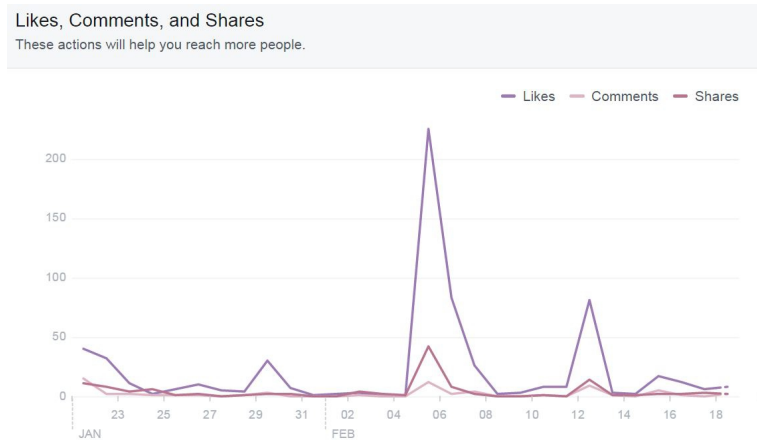 Likes, Comments, and Shares
These actions will help you reach more people.
Likes Comments Shares
200
150
100
50
0
23 25 27 29 31 02 04 06 08 10 12 14 16 18
JAN FEB